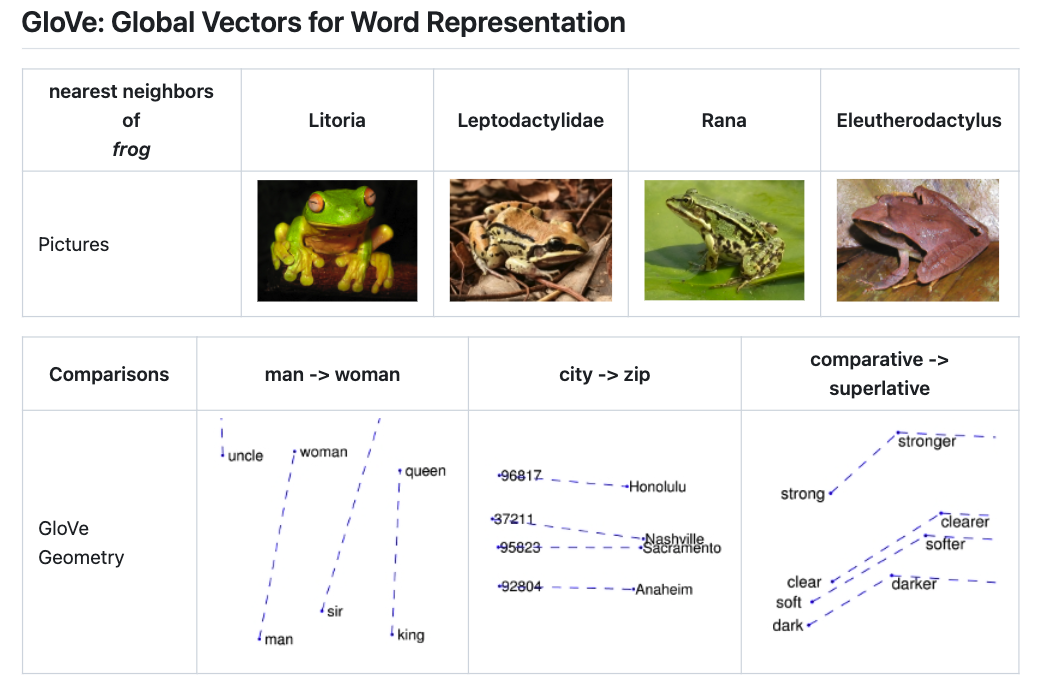 GloVe: Global Vectors for Word Representation
nearest neighbors
of
frog
Litoria
Leptodactylidae
Rana
Eleutherodactylus
Pictures
Comparisons
man -> woman
city -> zip
comparative ->
superlative
GloVe
Geometry
uncle
woman
queen
sir
man
king
96817
Honolulu
37211
Nashville
95823
Sacramento
92804
Anaheim
stronger
strong
clearer
softer
clear
darker
soft
dark